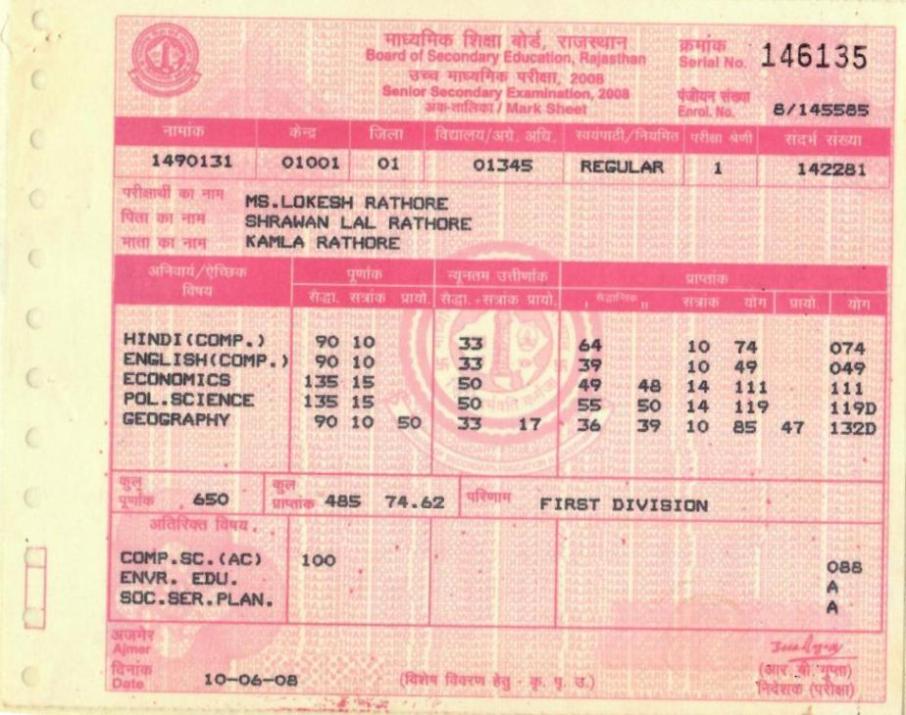 माध्यमिक शिक्षा बोर्ड, राजस्थान
Board of Secondary Education, Rajasthan
उच्च माध्यमिक परीक्षा, 2008
Senior Secondary Examination, 2008
अंक-तालिका / Mark Sheet
क्रमांक
Serial No. 146135
पंजीयन संख्या
Enrol. No. 8/145585
नामांक केन्द्र जिला विद्यालय/अग्रे. अधि. स्वयंपाठी/नियमित परीक्षा श्रेणी संदर्भ संख्या
1490131 01001 01 01345 REGULAR 1 142281
परीक्षार्थी का नाम MS.LOKESH RATHORE
पिता का नाम SHRAWAN LAL RATHORE
माता का नाम KAMLA RATHORE
अनिवार्य/ऐच्छिक विषय पूर्णांक न्यूनतम उत्तीर्णांक प्राप्तांक
सैद्धा. सत्रांक प्रायो. सैद्धा. सत्रांक प्रायो. सैद्धान्तिक सत्रांक योग प्रायो. योग
HINDI(COMP.) 90 10 33 64 10 74 074
ENGLISH(COMP.) 90 10 33 39 10 49 049
ECONOMICS 135 15 50 49 48 14 111 111
POL.SCIENCE 135 15 50 55 50 14 119 119D
GEOGRAPHY 90 10 50 33 17 36 39 10 85 47 132D
कुल पूर्णांक 650 कुल प्राप्तांक 485 74.62 परिणाम FIRST DIVISION
अतिरिक्त विषय
COMP.SC.(AC) 100 088
ENVR. EDU. A
SOC.SER.PLAN. A
अजमेर
Ajmer
दिनांक
Date 10-06-08
(विशेष विवरण हेतु - कृ. पृ. उ.)
(आर. बी. गुप्ता)
निदेशक (परीक्षा)